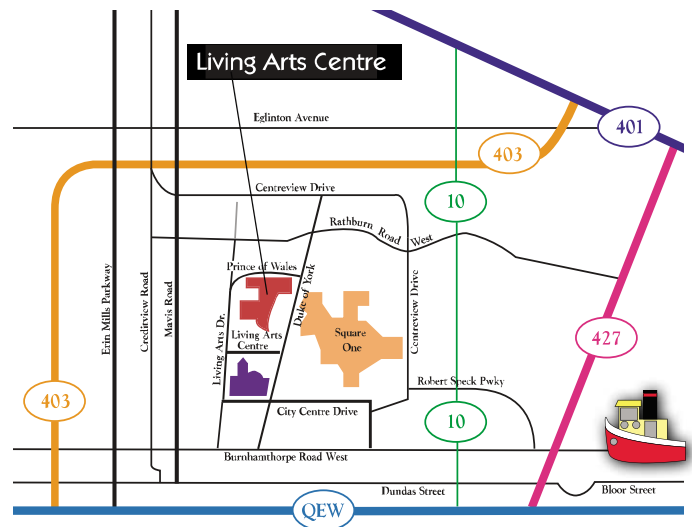 Living Arts Centre
Eglinton Avenue
401
403
Centreview Drive
10
Rathburn Road West
Prince of Wales
Duke of York
Erin Mills Parkway
Creditview Road
Mavis Road
Living Arts Dr.
Living Arts
Centre
Square
One
Centreview Drive
427
Robert Speck Pwky
403
City Centre Drive
10
Burnhamthorpe Road West
Dundas Street
Bloor Street
QEW